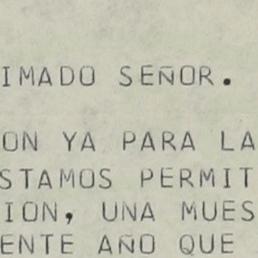 IMADO SEÑOR.
ON YA PARA LA
STAMOS PERMIT
ION, UNA MUES
ENTE AÑO QUE